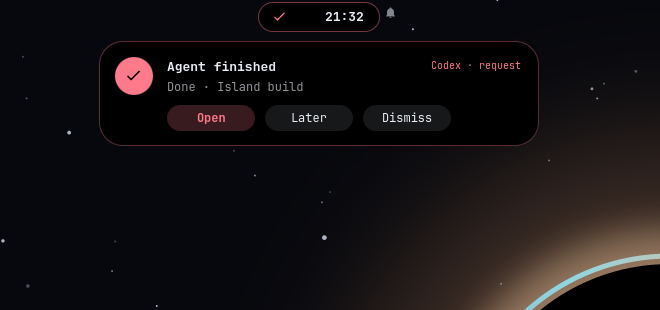 21:32
Agent finished
Codex · request
Done · Island build
Open
Later
Dismiss